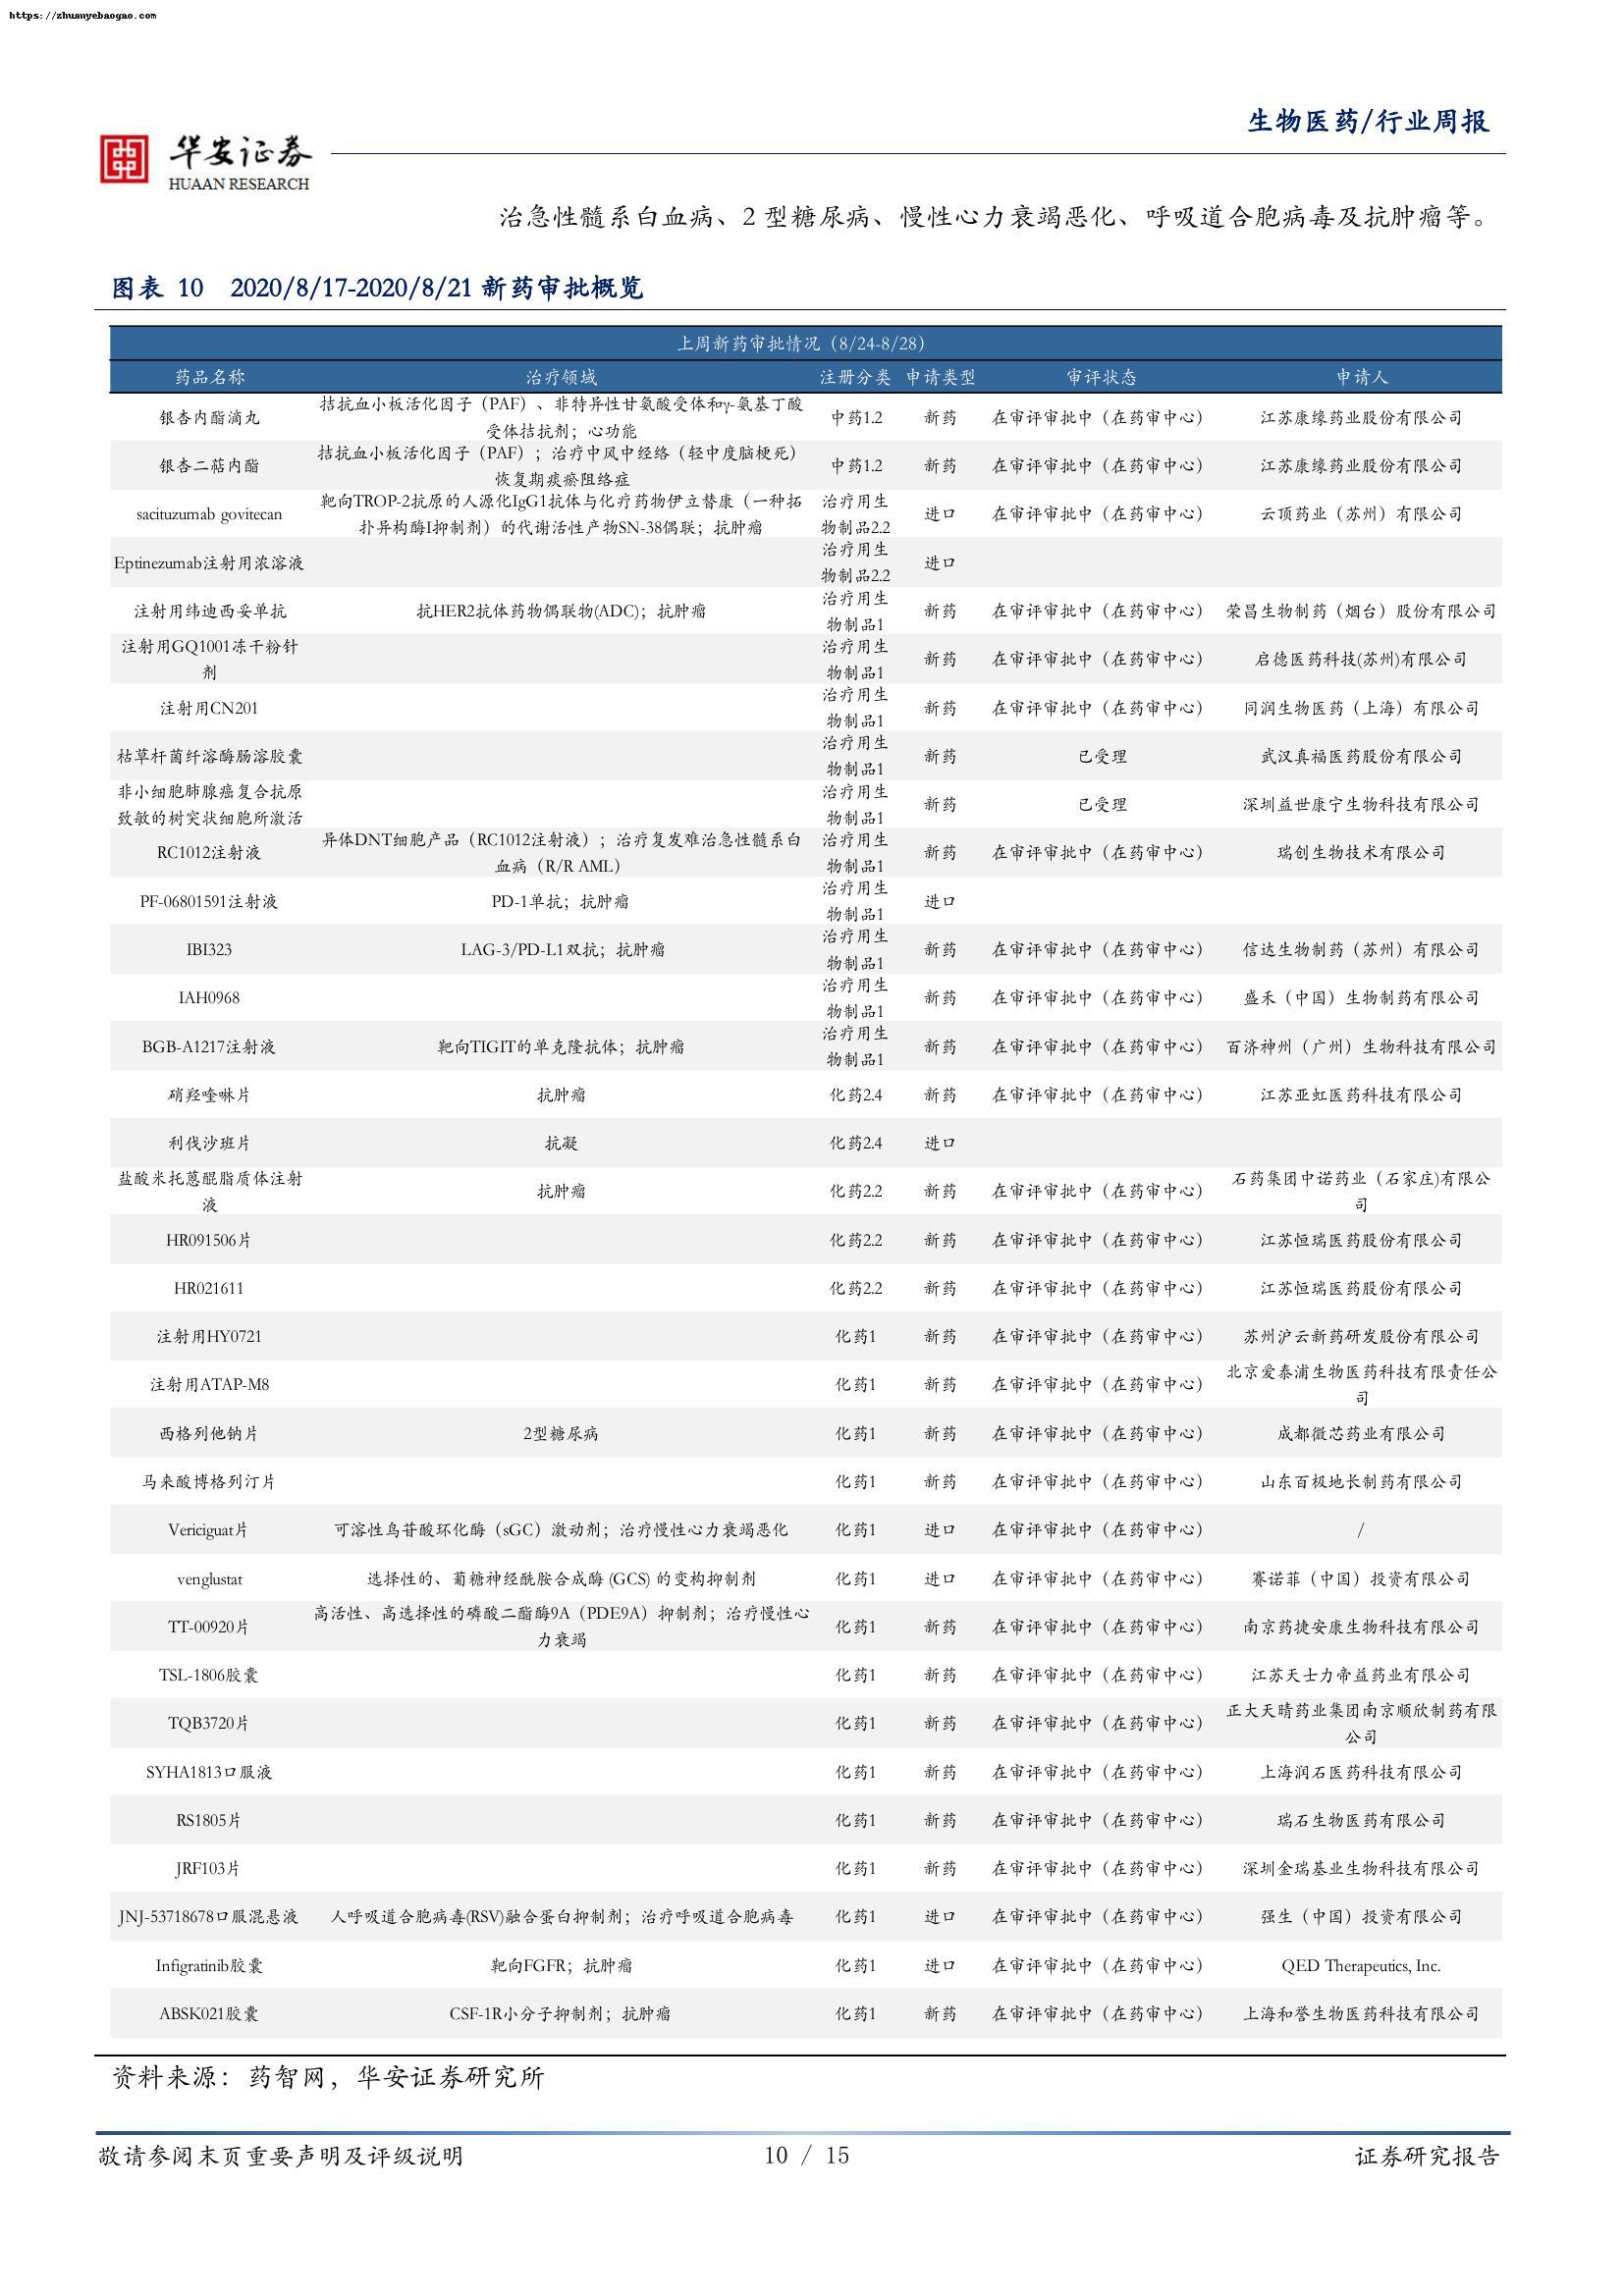 https://zhuanyebaogao.com
生物医药/行业周报
华安证券
HUAAN RESEARCH
治急性髓系白血病、2 型糖尿病、慢性心力衰竭恶化、呼吸道合胞病毒及抗肿瘤等。
图表 10 2020/8/17-2020/8/21 新药审批概览
上周新药审批情况（8/24-8/28）
药品名称 治疗领域 注册分类 申请类型 审评状态 申请人
银杏内酯滴丸 拮抗血小板活化因子（PAF）、非特异性甘氨酸受体和γ-氨基丁酸
受体拮抗剂；心功能 中药1.2 新药 在审评审批中（在药审中心） 江苏康缘药业股份有限公司
银杏二萜内酯 拮抗血小板活化因子（PAF）；治疗中风中经络（轻中度脑梗死）
恢复期痰瘀阻络症 中药1.2 新药 在审评审批中（在药审中心） 江苏康缘药业股份有限公司
sacituzumab govitecan 靶向TROP-2抗原的人源化IgG1抗体与化疗药物伊立替康（一种拓
扑异构酶I抑制剂）的代谢活性产物SN-38偶联；抗肿瘤 治疗用生
物制品2.2 进口 在审评审批中（在药审中心） 云顶药业（苏州）有限公司
Eptinezumab注射用浓溶液 治疗用生
物制品2.2 进口
注射用纬迪西妥单抗 抗HER2抗体药物偶联物(ADC)；抗肿瘤 治疗用生
物制品1 新药 在审评审批中（在药审中心） 荣昌生物制药（烟台）股份有限公司
注射用GQ1001冻干粉针
剂 治疗用生
物制品1 新药 在审评审批中（在药审中心） 启德医药科技(苏州)有限公司
注射用CN201 治疗用生
物制品1 新药 在审评审批中（在药审中心） 同润生物医药（上海）有限公司
枯草杆菌纤溶酶肠溶胶囊 治疗用生
物制品1 新药 已受理 武汉真福医药股份有限公司
非小细胞肺腺癌复合抗原
致敏的树突状细胞所激活 治疗用生
物制品1 新药 已受理 深圳益世康宁生物科技有限公司
RC1012注射液 异体DNT细胞产品（RC1012注射液）；治疗复发难治急性髓系白
血病（R/R AML） 治疗用生
物制品1 新药 在审评审批中（在药审中心） 瑞创生物技术有限公司
PF-06801591注射液 PD-1单抗；抗肿瘤 治疗用生
物制品1 进口
IBI323 LAG-3/PD-L1双抗；抗肿瘤 治疗用生
物制品1 新药 在审评审批中（在药审中心） 信达生物制药（苏州）有限公司
IAH0968 治疗用生
物制品1 新药 在审评审批中（在药审中心） 盛禾（中国）生物制药有限公司
BGB-A1217注射液 靶向TIGIT的单克隆抗体；抗肿瘤 治疗用生
物制品1 新药 在审评审批中（在药审中心） 百济神州（广州）生物科技有限公司
硝羟喹啉片 抗肿瘤 化药2.4 新药 在审评审批中（在药审中心） 江苏亚虹医药科技有限公司
利伐沙班片 抗凝 化药2.4 进口
盐酸米托蒽醌脂质体注射
液 抗肿瘤 化药2.2 新药 在审评审批中（在药审中心） 石药集团中诺药业（石家庄)有限公
司
HR091506片 化药2.2 新药 在审评审批中（在药审中心） 江苏恒瑞医药股份有限公司
HR021611 化药2.2 新药 在审评审批中（在药审中心） 江苏恒瑞医药股份有限公司
注射用HY0721 化药1 新药 在审评审批中（在药审中心） 苏州沪云新药研发股份有限公司
注射用ATAP-M8 化药1 新药 在审评审批中（在药审中心） 北京爱泰浦生物医药科技有限责任公
司
西格列他钠片 2型糖尿病 化药1 新药 在审评审批中（在药审中心） 成都微芯药业有限公司
马来酸博格列汀片 化药1 新药 在审评审批中（在药审中心） 山东百极地长制药有限公司
Vericiguat片 可溶性鸟苷酸环化酶（sGC）激动剂；治疗慢性心力衰竭恶化 化药1 进口 在审评审批中（在药审中心） /
venglustat 选择性的、葡糖神经酰胺合成酶 (GCS) 的变构抑制剂 化药1 进口 在审评审批中（在药审中心） 赛诺菲（中国）投资有限公司
TT-00920片 高活性、高选择性的磷酸二酯酶9A（PDE9A）抑制剂；治疗慢性心
力衰竭 化药1 新药 在审评审批中（在药审中心） 南京药捷安康生物科技有限公司
TSL-1806胶囊 化药1 新药 在审评审批中（在药审中心） 江苏天士力帝益药业有限公司
TQB3720片 化药1 新药 在审评审批中（在药审中心） 正大天晴药业集团南京顺欣制药有限
公司
SYHA1813口服液 化药1 新药 在审评审批中（在药审中心） 上海润石医药科技有限公司
RS1805片 化药1 新药 在审评审批中（在药审中心） 瑞石生物医药有限公司
JRF103片 化药1 新药 在审评审批中（在药审中心） 深圳金瑞基业生物科技有限公司
JNJ-53718678口服混悬液 人呼吸道合胞病毒(RSV)融合蛋白抑制剂；治疗呼吸道合胞病毒 化药1 进口 在审评审批中（在药审中心） 强生（中国）投资有限公司
Infigratinib胶囊 靶向FGFR；抗肿瘤 化药1 进口 在审评审批中（在药审中心） QED Therapeutics, Inc.
ABSK021胶囊 CSF-1R小分子抑制剂；抗肿瘤 化药1 新药 在审评审批中（在药审中心） 上海和誉生物医药科技有限公司
资料来源：药智网，华安证券研究所
敬请参阅末页重要声明及评级说明 10 / 15 证券研究报告